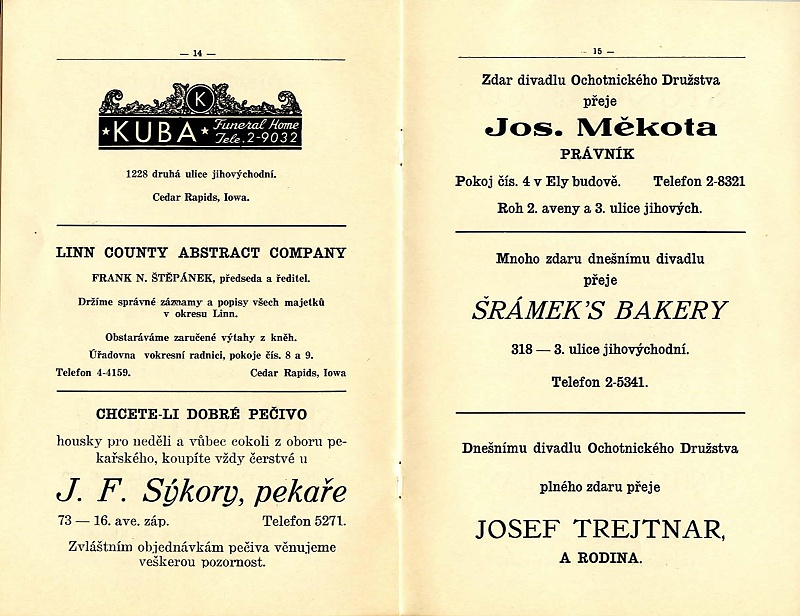 — 14 —
K
★KUBA★ Funeral Home
Tele. 2-9032
1228 druhá ulice jihovýchodní.
Cedar Rapids, Iowa.
LINN COUNTY ABSTRACT COMPANY
FRANK N. ŠTĚPÁNEK, předseda a ředitel.
Držíme správné záznamy a popisy všech majetků
v okresu Linn.
Obstaráváme zaručené výtahy z kněh.
Úřadovna vokresní radnici, pokoje čís. 8 a 9.
Telefon 4-4159. Cedar Rapids, Iowa
CHCETE-LI DOBRÉ PEČIVO
housky pro neděli a vůbec cokoli z oboru pe-
kařského, koupíte vždy čerstvé u
J. F. Sýkory, pekaře
73 — 16. ave. záp. Telefon 5271.
Zvláštním objednávkám pečiva věnujeme
veškerou pozornost.
— 15 —
Zdar divadlu Ochotnického Družstva
přeje
Jos. Měkota
PRÁVNÍK
Pokoj čís. 4 v Ely budově. Telefon 2-8321
Roh 2. aveny a 3. ulice jihových.
Mnoho zdaru dnešnímu divadlu
přeje
ŠRÁMEK'S BAKERY
318 — 3. ulice jihovýchodní.
Telefon 2-5341.
Dnešnímu divadlu Ochotnického Družstva
plného zdaru přeje
JOSEF TREJTNAR,
A RODINA.